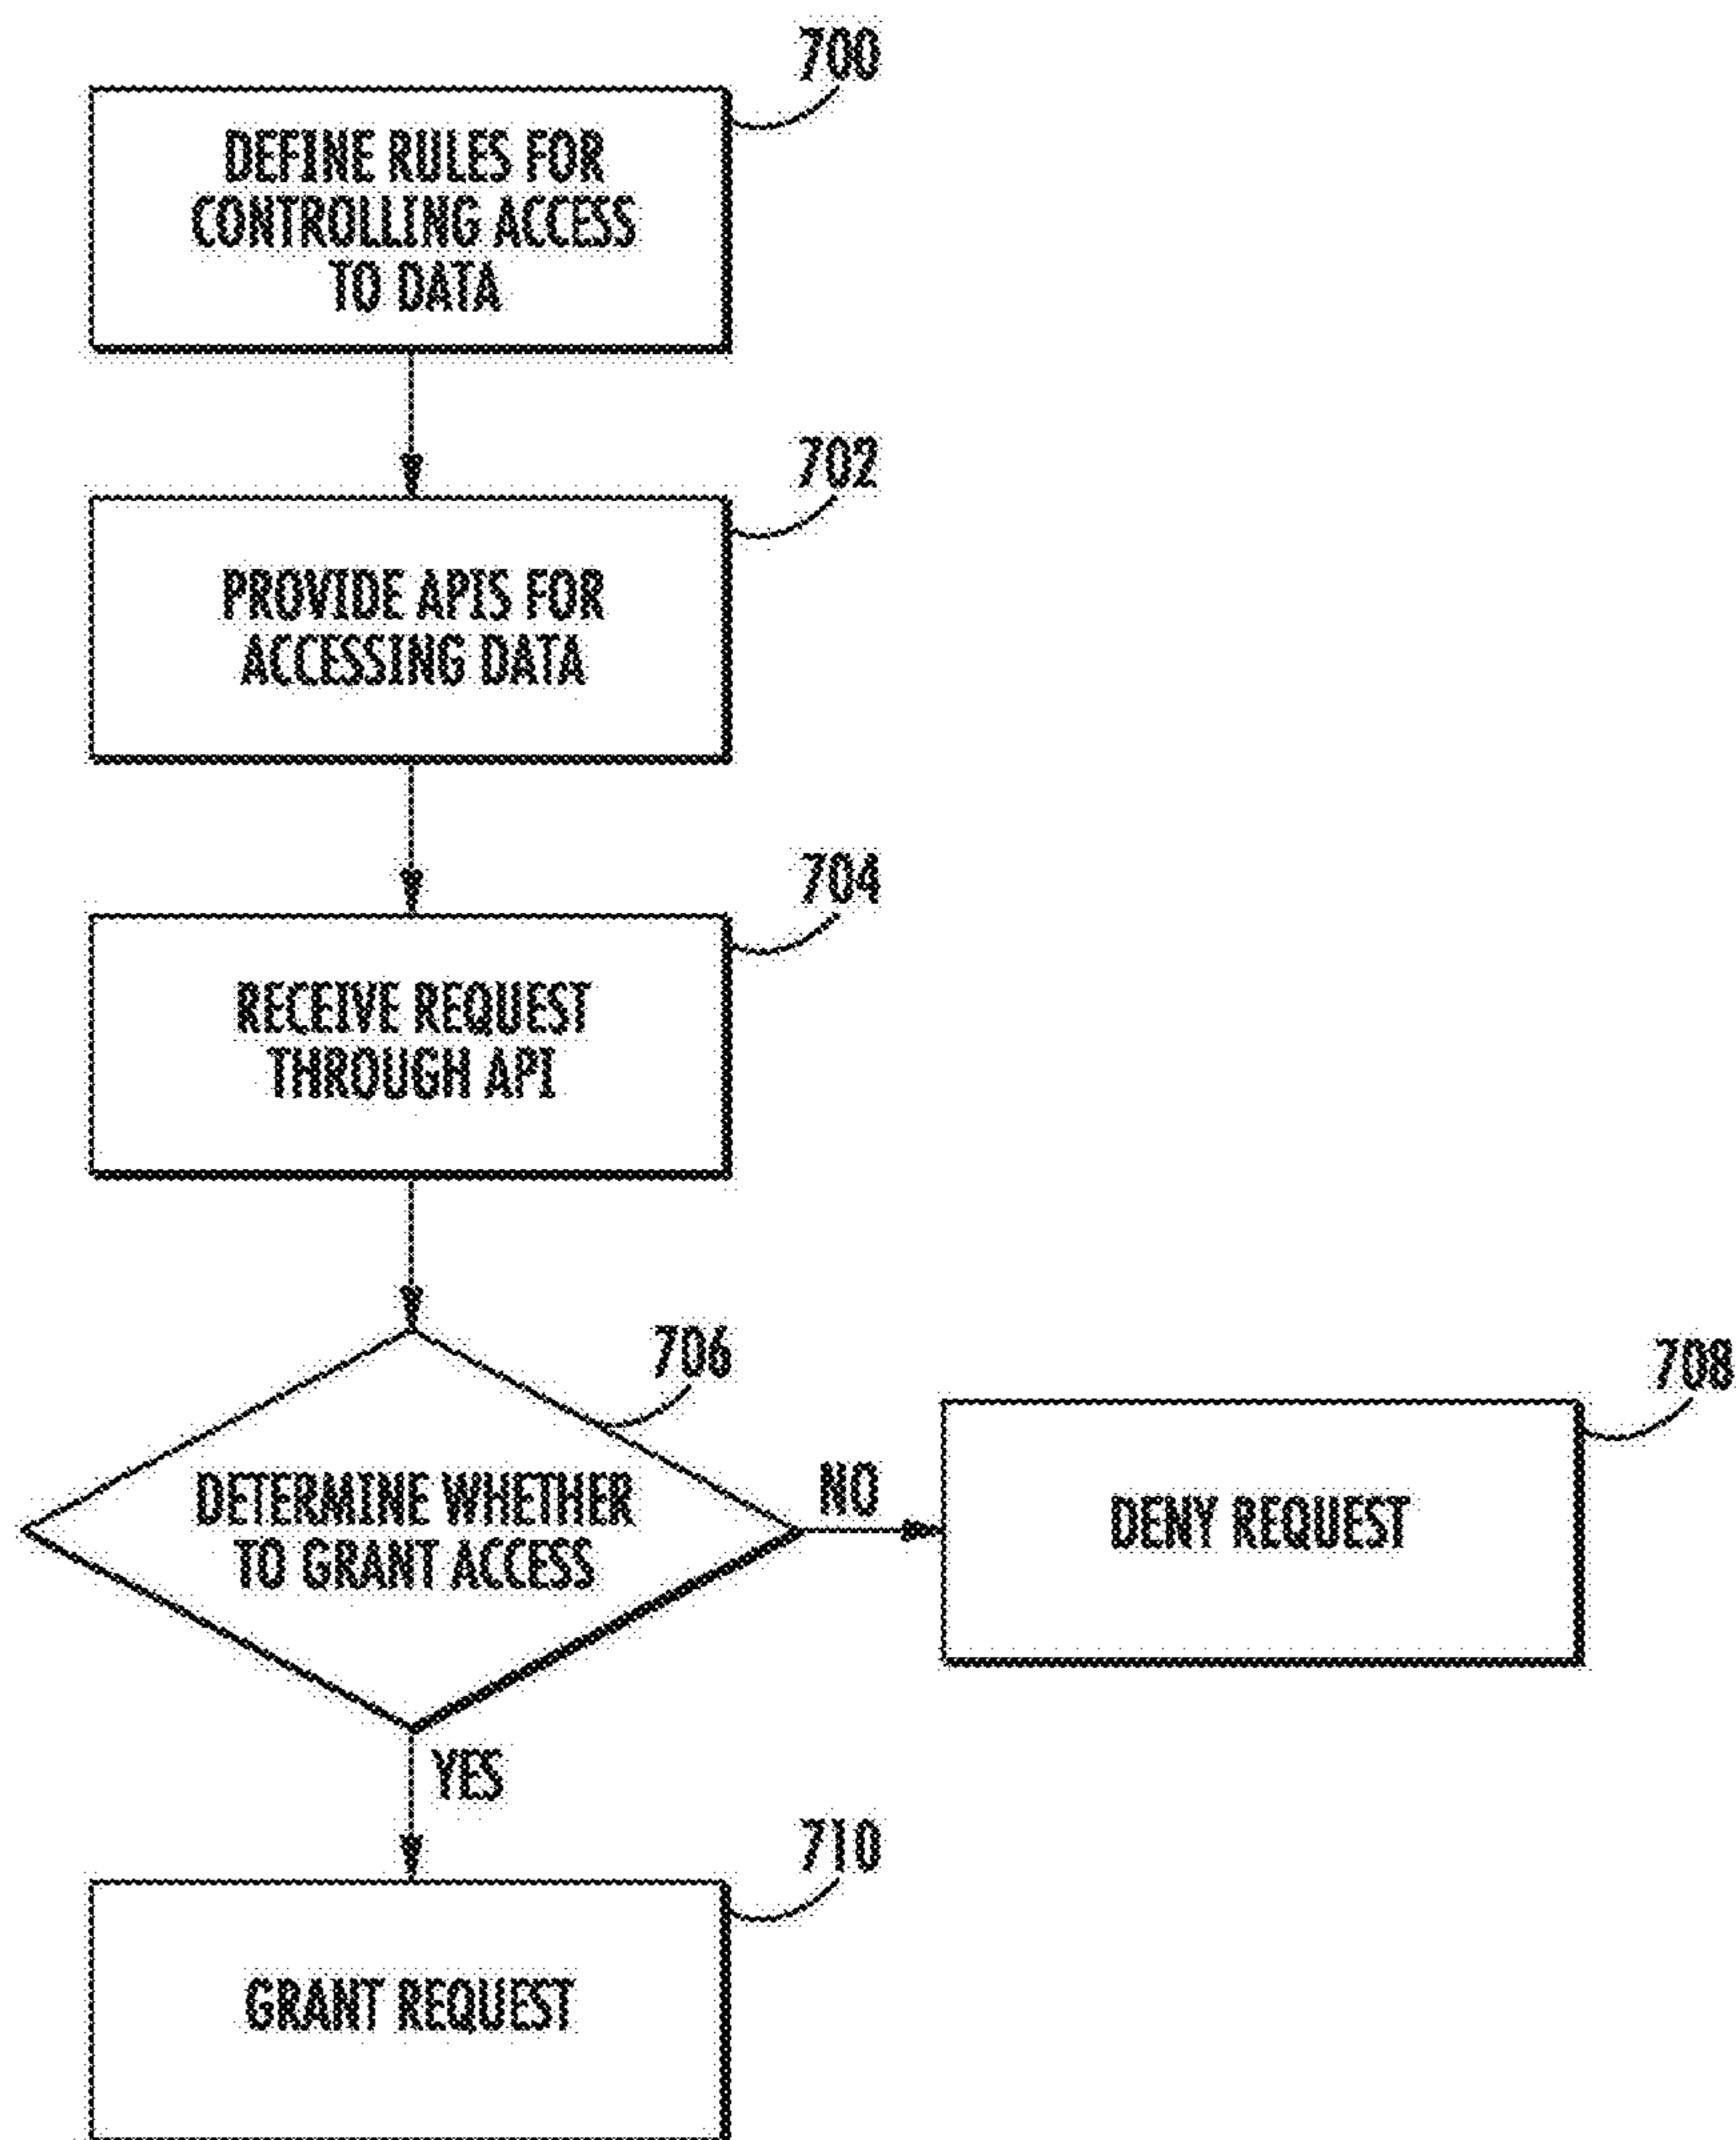 700
DEFINE RULES FOR
CONTROLLING ACCESS
TO DATA
702
PROVIDE APIS FOR
ACCESSING DATA
704
RECEIVE REQUEST
THROUGH API
706
DETERMINE WHETHER
TO GRANT ACCESS
NO
708
DENY REQUEST
YES
710
GRANT REQUEST